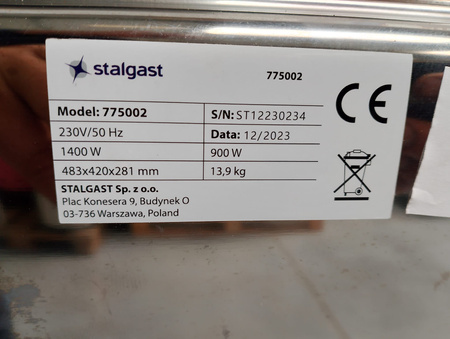 stalgast
775002
Model: 775002 S/N: ST12230234
230V/50 Hz Data: 12/2023
1400 W 900 W
483x420x281 mm 13,9 kg
STALGAST Sp. z o.o.
Plac Konesera 9, Budynek O
03-736 Warszawa, Poland
CE